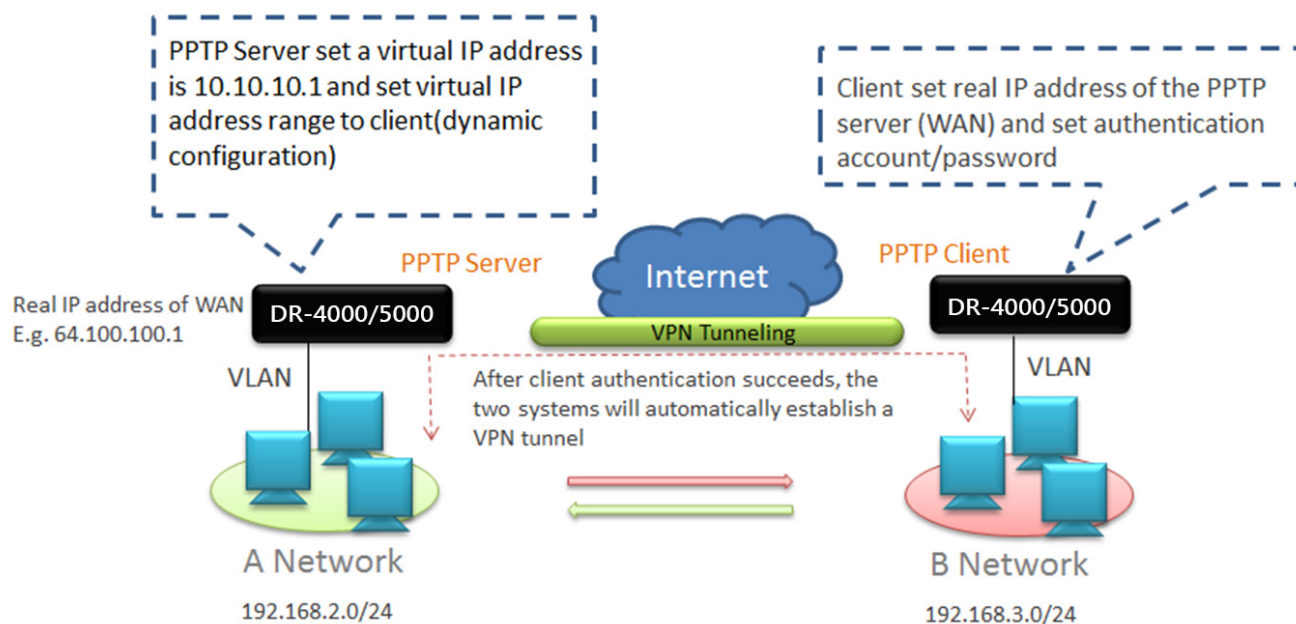 PPTP Server set a virtual IP address
is 10.10.10.1 and set virtual IP
address range to client(dynamic
configuration)
Client set real IP address of the PPTP
server (WAN) and set authentication
account/password
PPTP Server
Internet
PPTP Client
Real IP address of WAN
E.g. 64.100.100.1
DR-4000/5000
DR-4000/5000
VPN Tunneling
VLAN
VLAN
After client authentication succeeds, the
two systems will automatically establish a
VPN tunnel
A Network
B Network
192.168.2.0/24
192.168.3.0/24